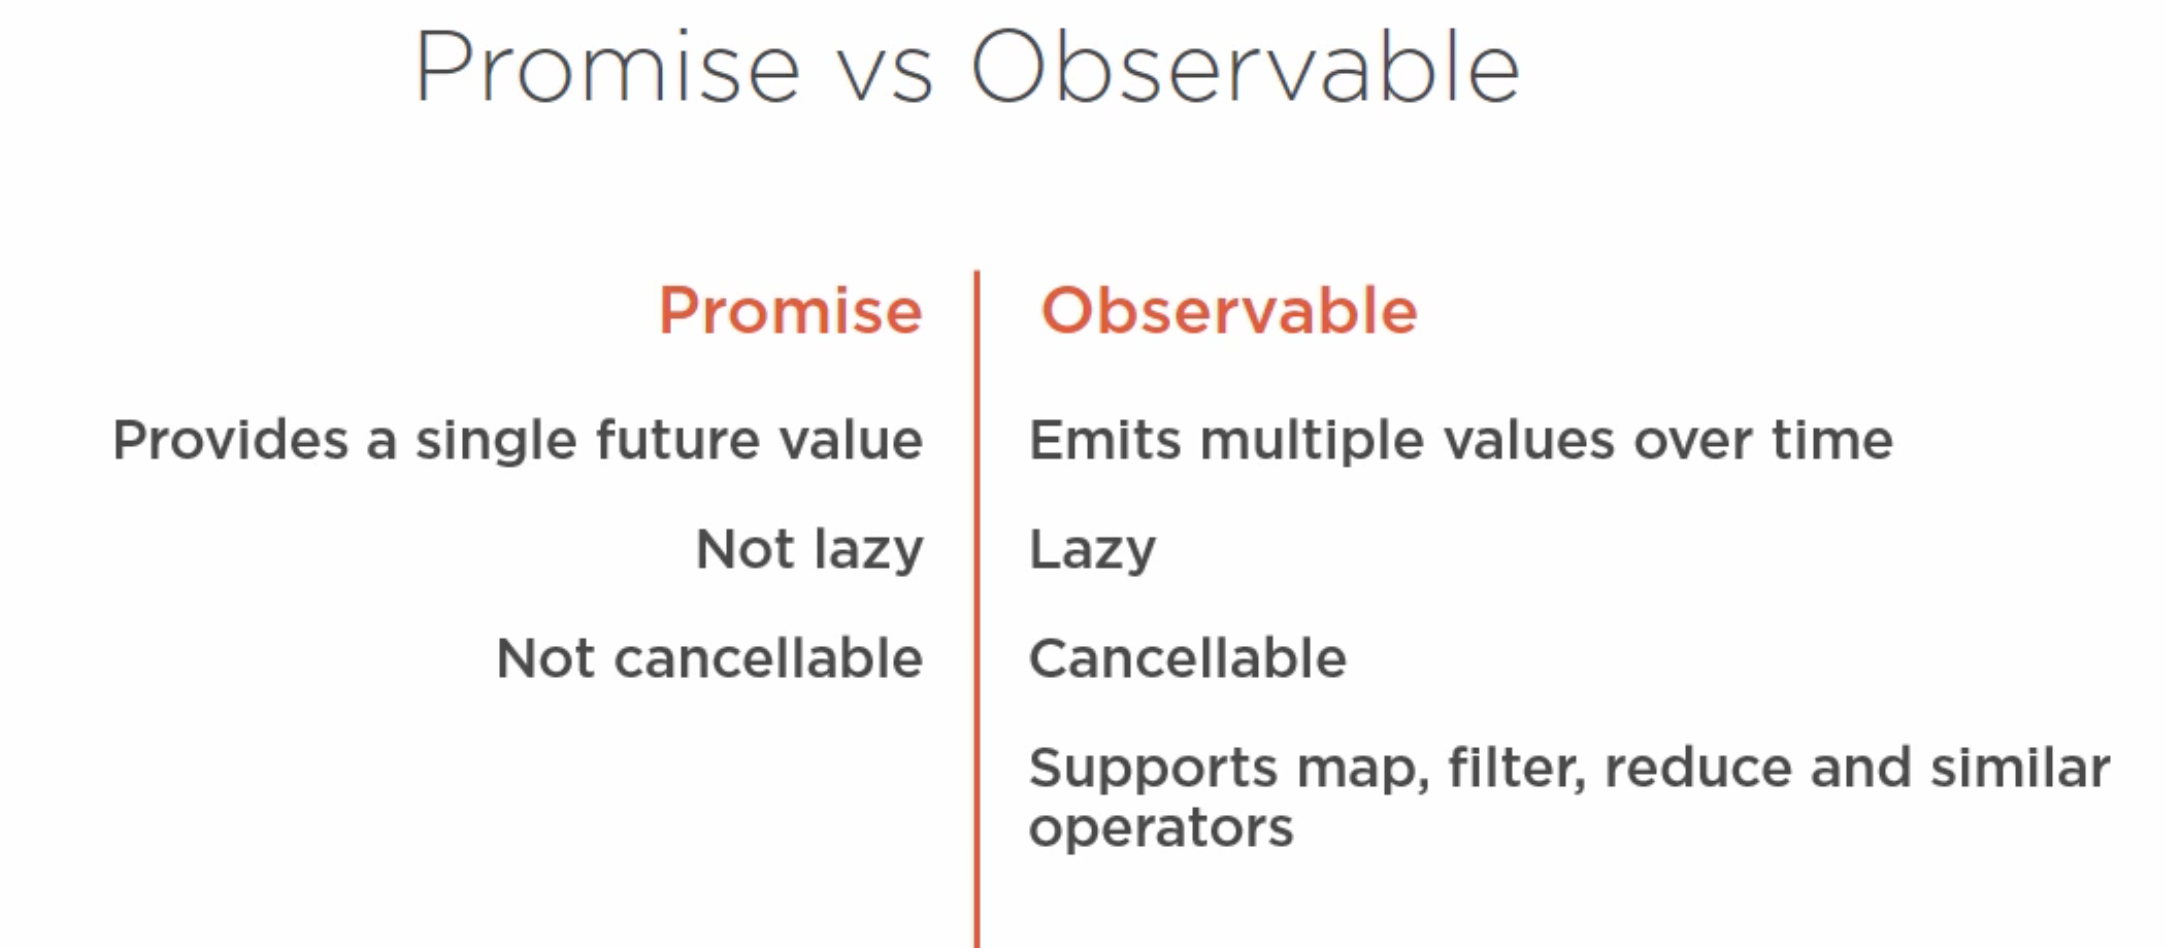 Promise vs Observable
Promise
Provides a single future value
Not lazy
Not cancellable
Observable
Emits multiple values over time
Lazy
Cancellable
Supports map, filter, reduce and similar
operators